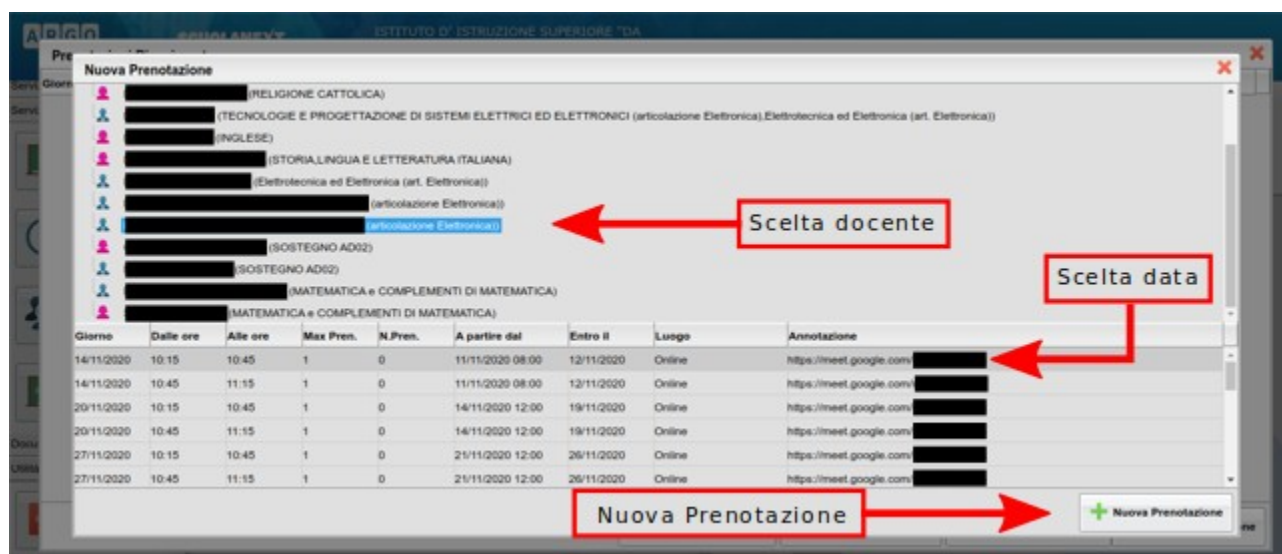 ARGO SCUOLANEXT ISTITUTO D' ISTRUZIONE SUPERIORE "DA
Nuova Prenotazione
(RELIGIONE CATTOLICA)
(TECNOLOGIE E PROGETTAZIONE DI SISTEMI ELETTRICI ED ELETTRONICI (articolazione Elettronica),Elettrotecnica ed Elettronica (art. Elettronica))
(INGLESE)
(STORIA,LINGUA E LETTERATURA ITALIANA)
(Elettrotecnica ed Elettronica (art. Elettronica))
(articolazione Elettronica))
(articolazione Elettronica))
Scelta docente
(SOSTEGNO AD02)
(SOSTEGNO AD02)
Scelta data
(MATEMATICA e COMPLEMENTI DI MATEMATICA)
(MATEMATICA e COMPLEMENTI DI MATEMATICA)
Giorno Dalle ore Alle ore Max Pren. N.Pren. A partire dal Entro il Luogo Annotazione
14/11/2020 10:15 10:45 1 0 11/11/2020 08:00 12/11/2020 Online https://meet.google.com/
14/11/2020 10:45 11:15 1 0 11/11/2020 08:00 12/11/2020 Online https://meet.google.com/
20/11/2020 10:15 10:45 1 0 14/11/2020 12:00 19/11/2020 Online https://meet.google.com/
20/11/2020 10:45 11:15 1 0 14/11/2020 12:00 19/11/2020 Online https://meet.google.com/
27/11/2020 10:15 10:45 1 0 21/11/2020 12:00 26/11/2020 Online https://meet.google.com/
27/11/2020 10:45 11:15 1 0 21/11/2020 12:00 26/11/2020 Online https://meet.google.com/
Nuova Prenotazione
Nuova Prenotazione